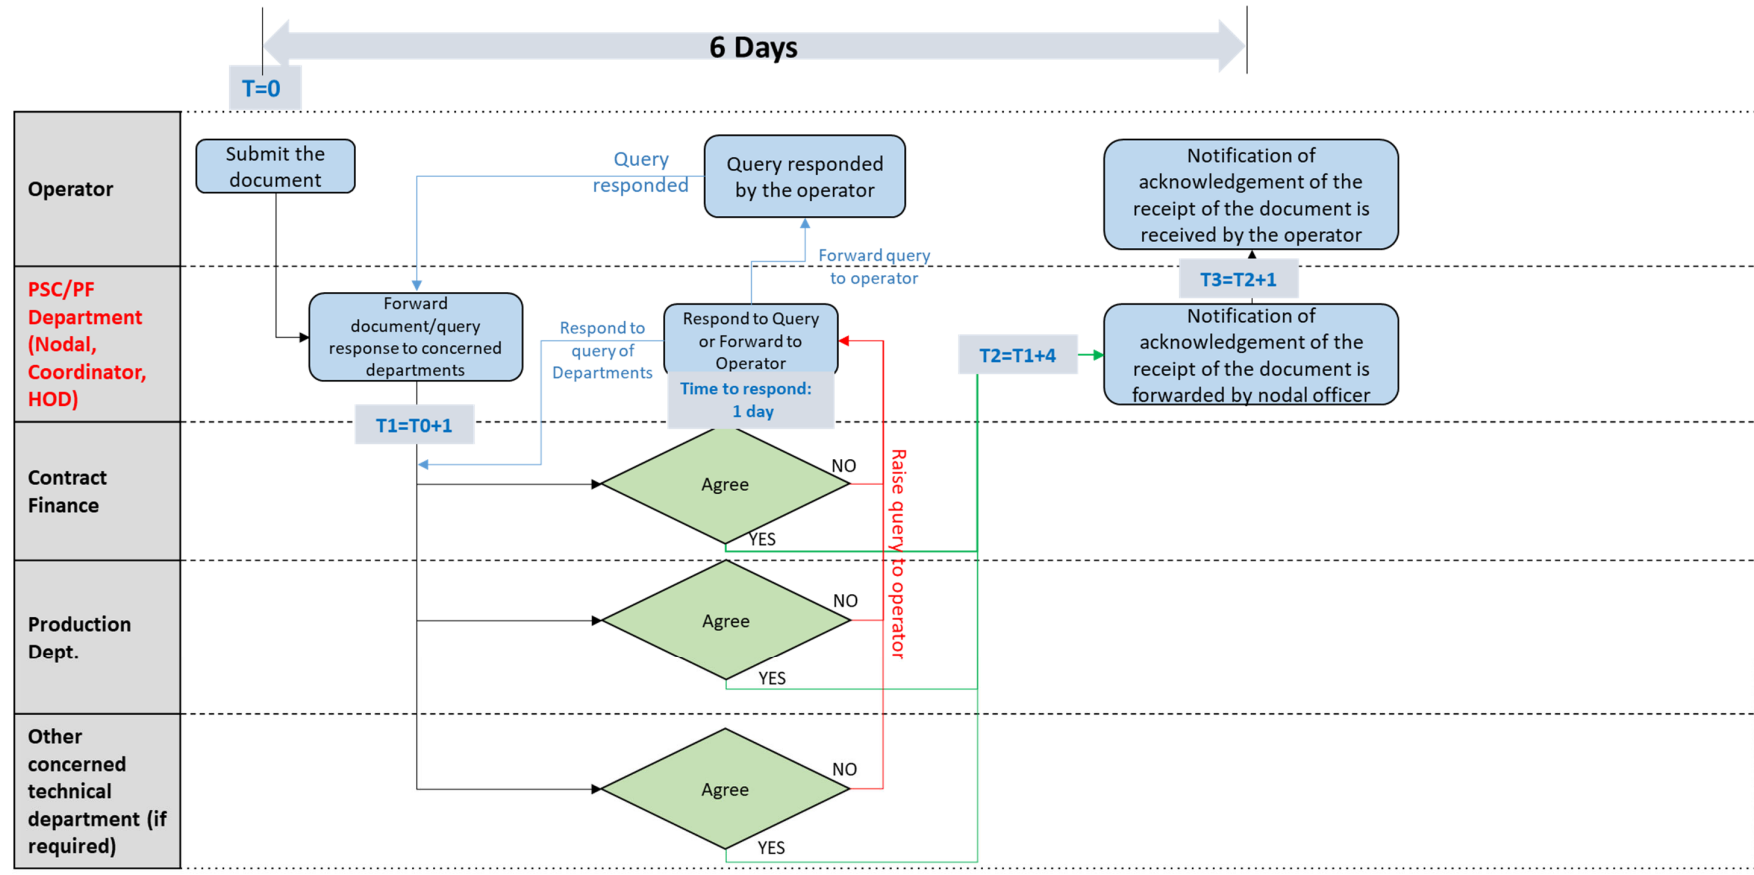 6 Days
T=0
Operator
Submit the
document
Query
responded
Query responded
by the operator
Notification of
acknowledgement of the
receipt of the document is
received by the operator
Forward query
to operator
PSC/PF
Department
(Nodal,
Coordinator,
HOD)
Forward
document/query
response to concerned
departments
Respond to
query of
Departments
Respond to Query
or Forward to
Operator
Time to respond:
1 day
T2=T1+4
T3=T2+1
Notification of
acknowledgement of the
receipt of the document is
forwarded by nodal officer
T1=T0+1
Contract
Finance
Agree
NO
YES
Raise query to operator
Production
Dept.
Agree
NO
YES
Other
concerned
technical
department (if
required)
Agree
NO
YES